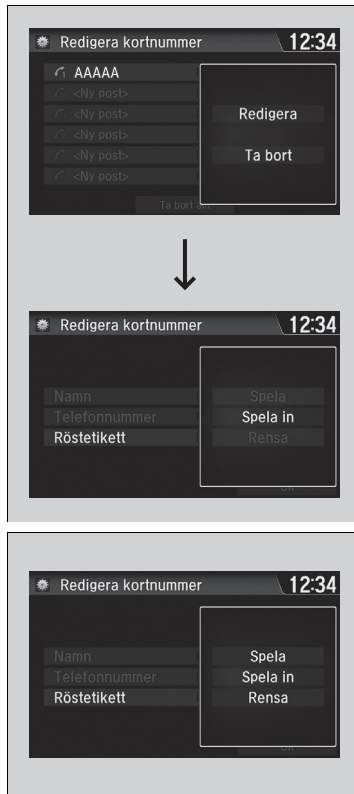 Redigera kortnummer 12:34
AAAAA
<Ny post>
<Ny post>
<Ny post>
<Ny post>
<Ny post>
Redigera
Ta bort
Ta bort all
Redigera kortnummer 12:34
Namn
Telefonnummer
Röstetikett
Spela
Spela in
Rensa
OK
Redigera kortnummer 12:34
Namn
Telefonnummer
Röstetikett
Spela
Spela in
Rensa
OK